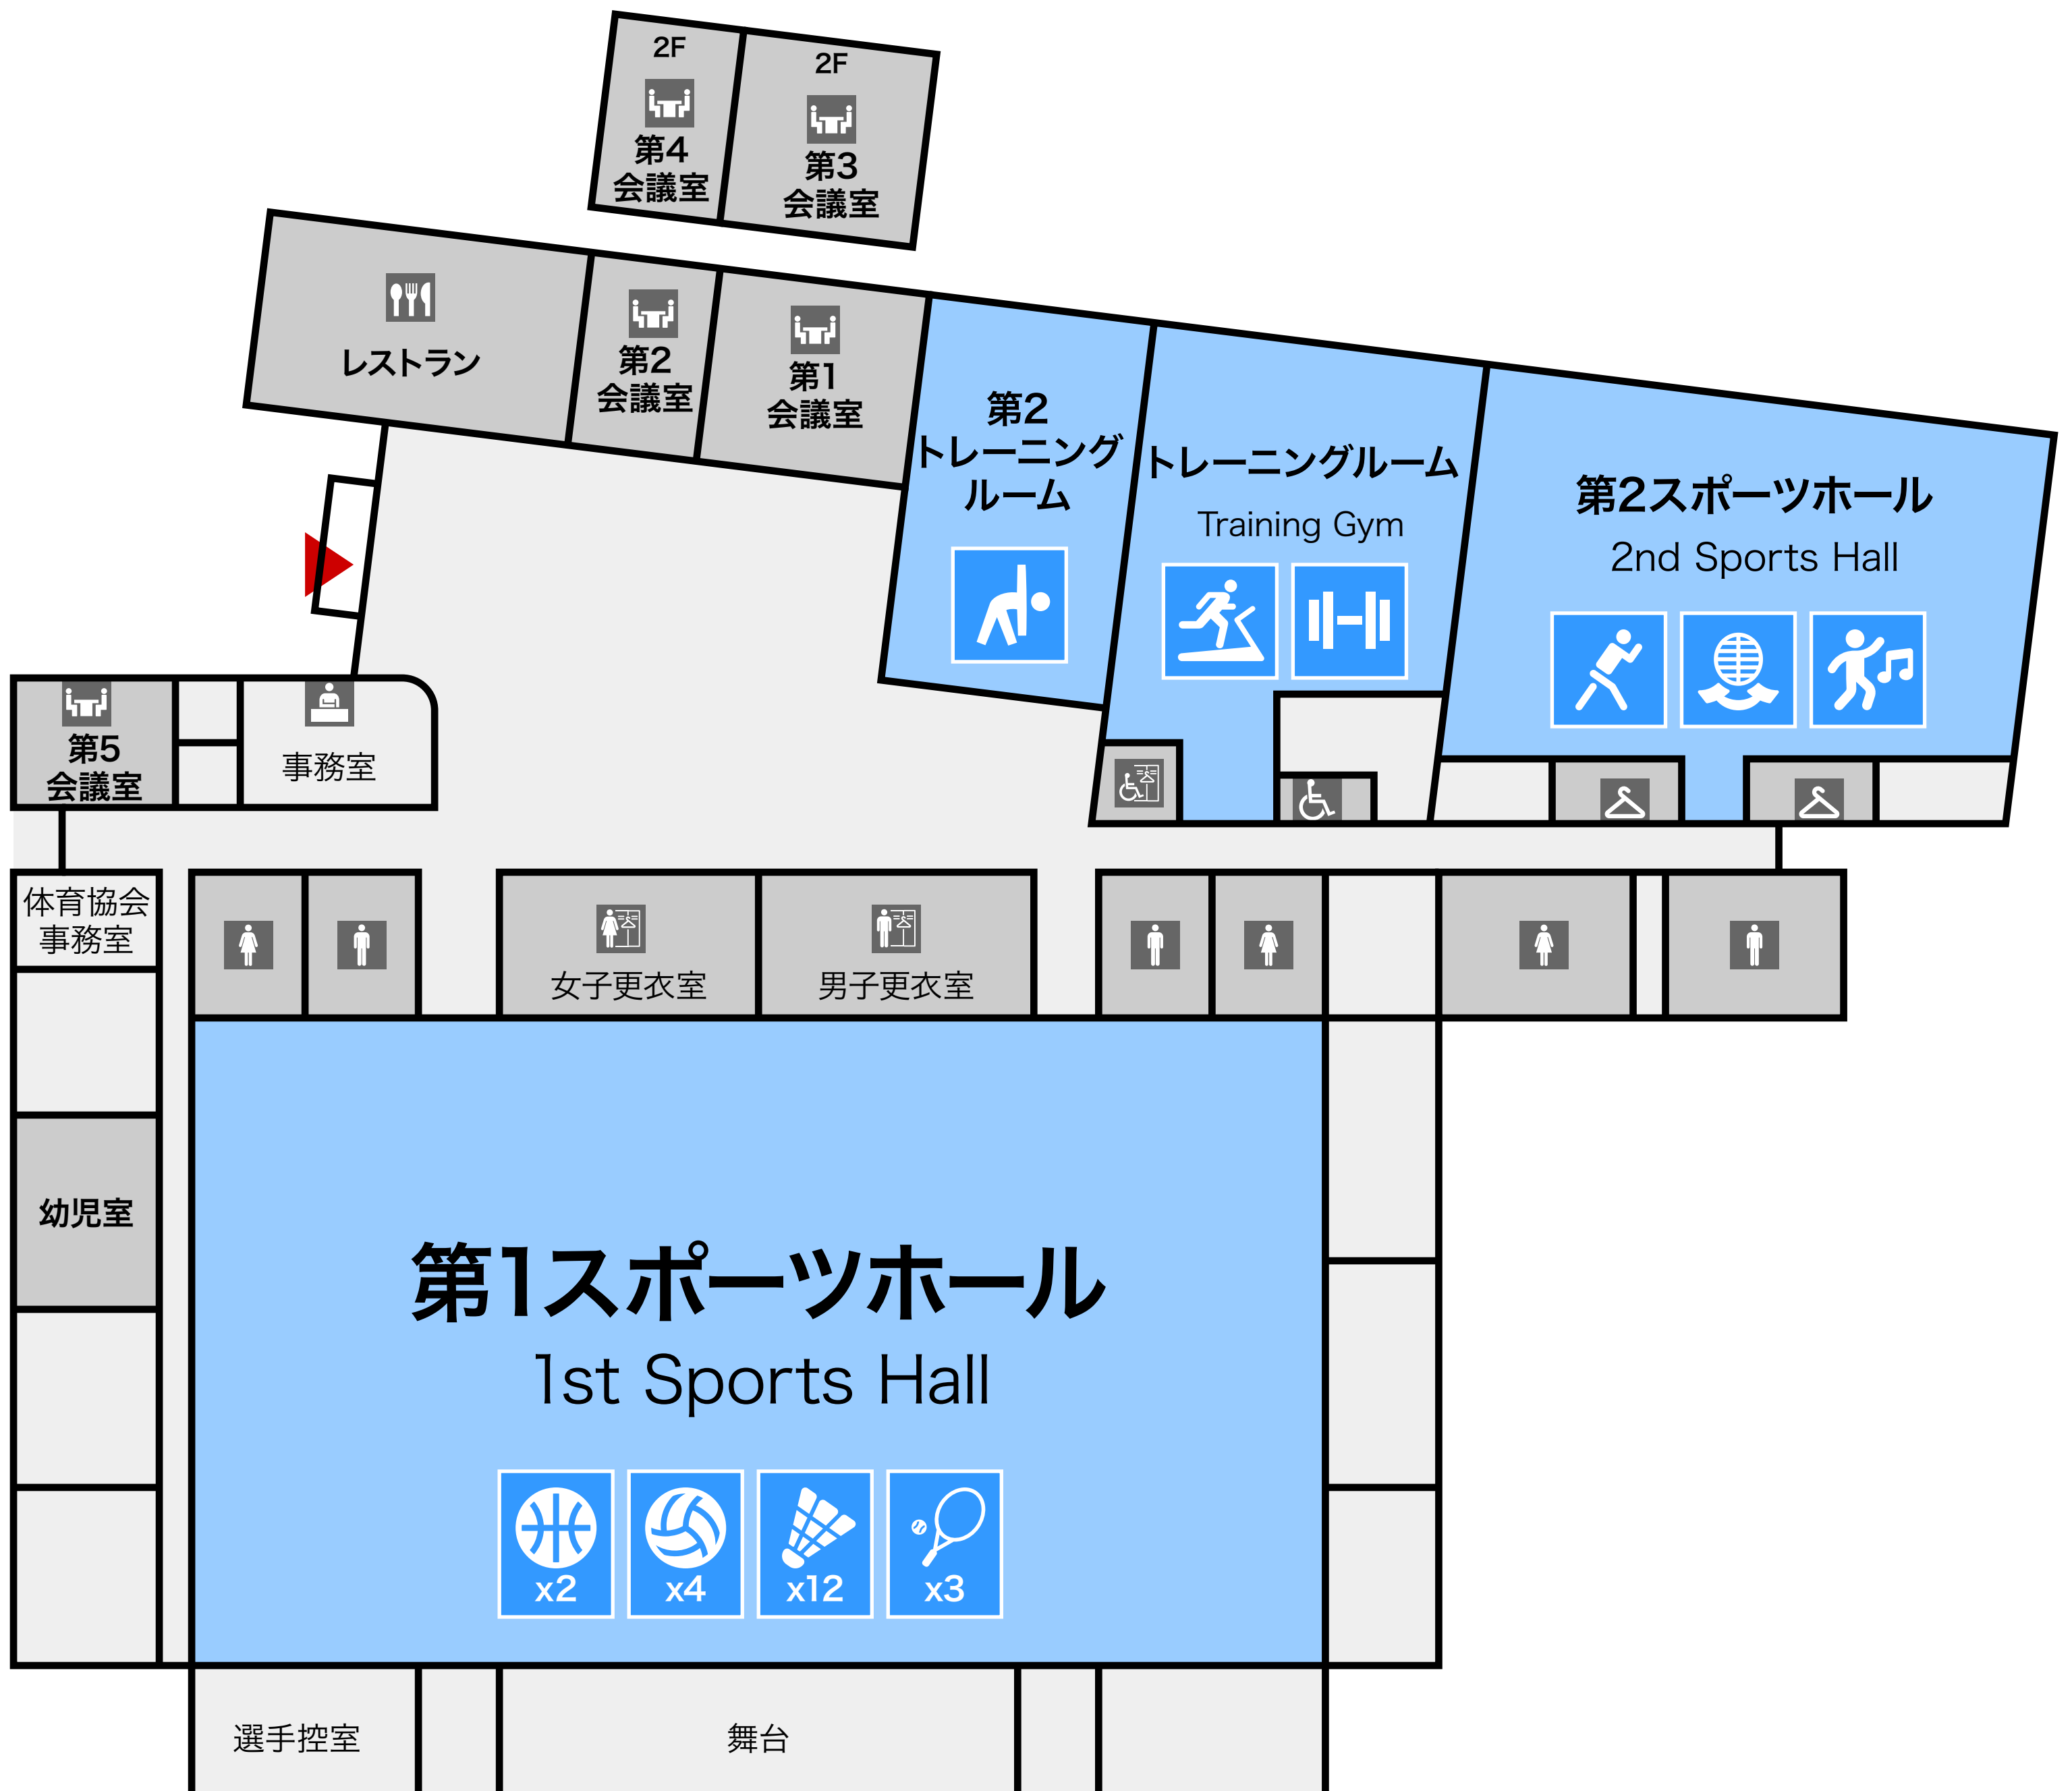 2F
第4
会議室
2F
第3
会議室
レストラン
第2
会議室
第1
会議室
第2
トレーニング
ルーム
トレーニングルーム
Training Gym
第2スポーツホール
2nd Sports Hall
第5
会議室
事務室
体育協会
事務室
女子更衣室
男子更衣室
幼児室
第1スポーツホール
1st Sports Hall
x2
x4
x12
x3
選手控室
舞台